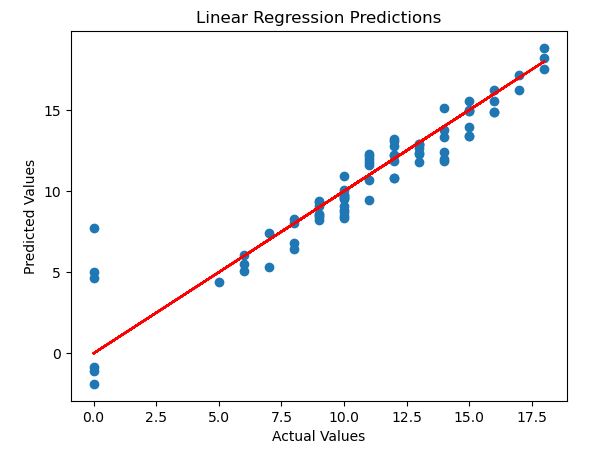 Linear Regression Predictions
15
10
5
0
Predicted Values
0.0 2.5 5.0 7.5 10.0 12.5 15.0 17.5
Actual Values